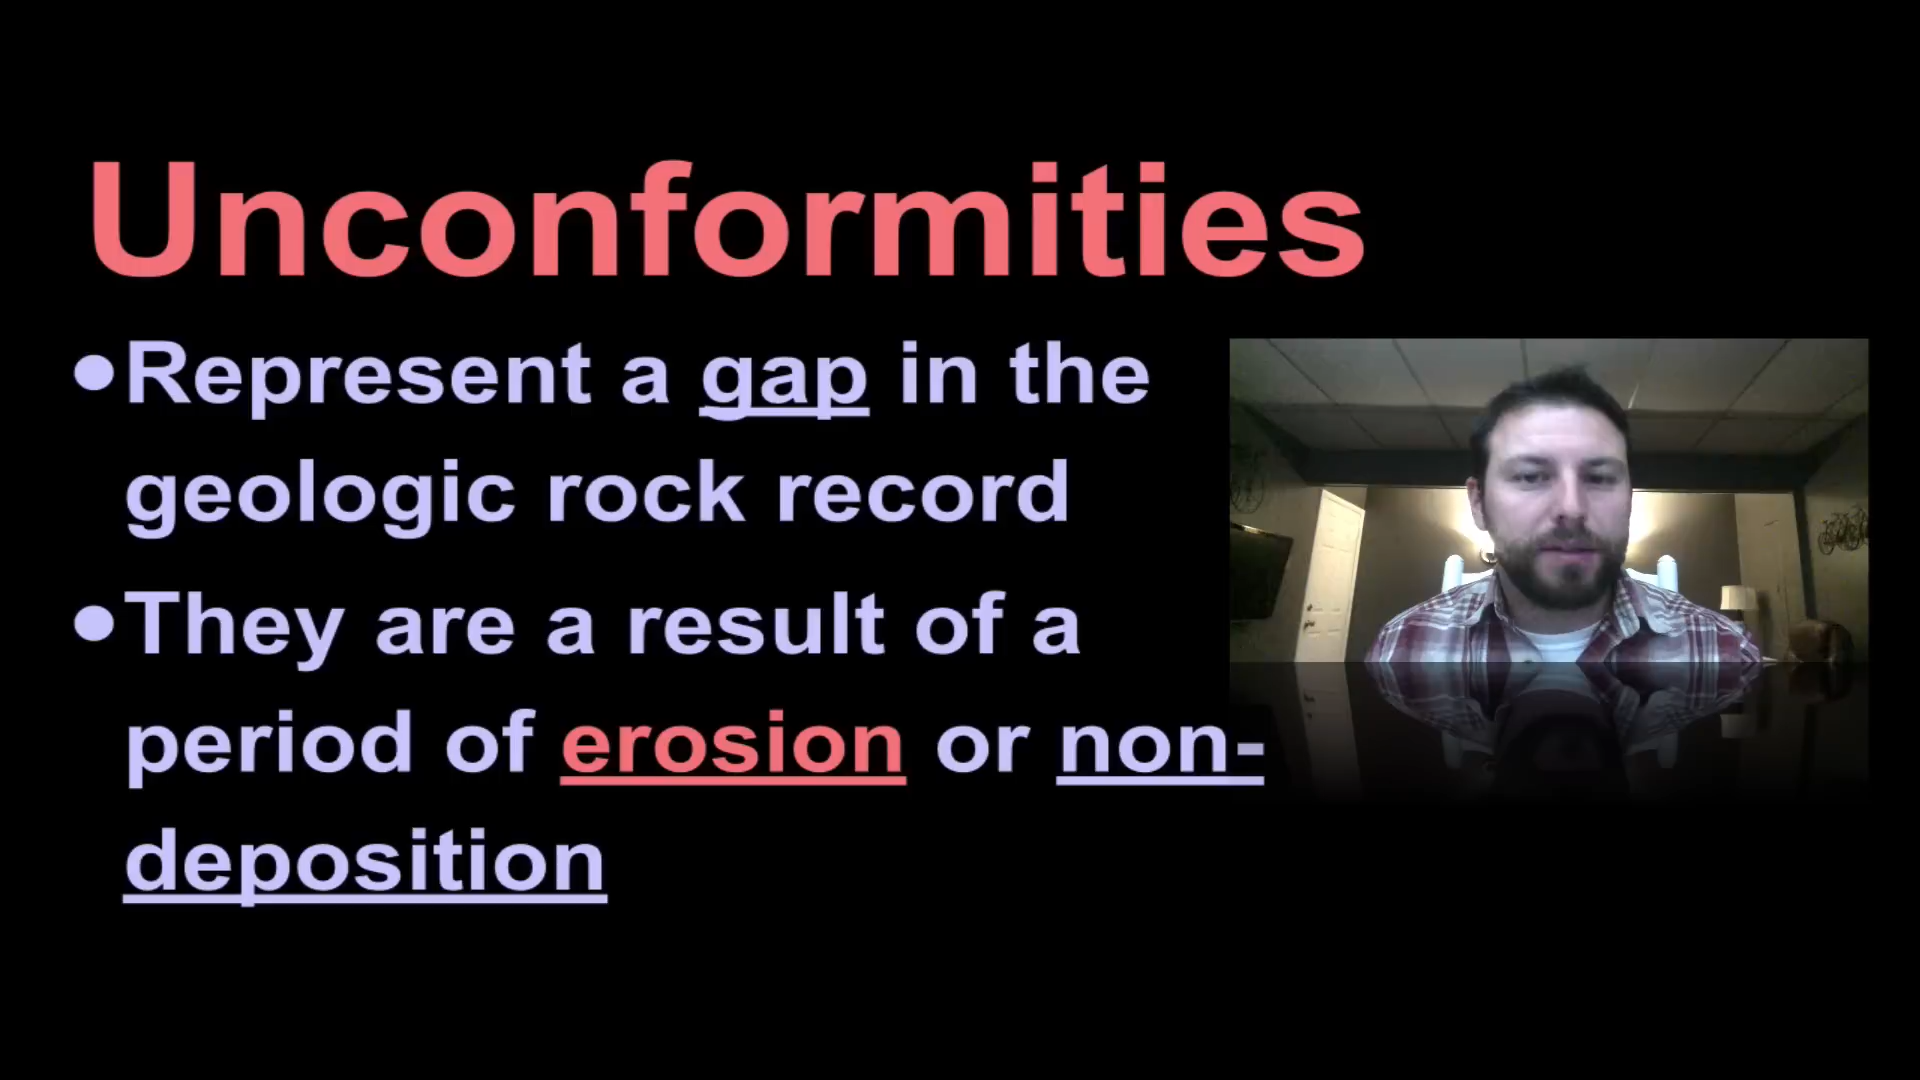 Unconformities
•Represent a gap in the
geologic rock record
•They are a result of a
period of erosion or non-
deposition